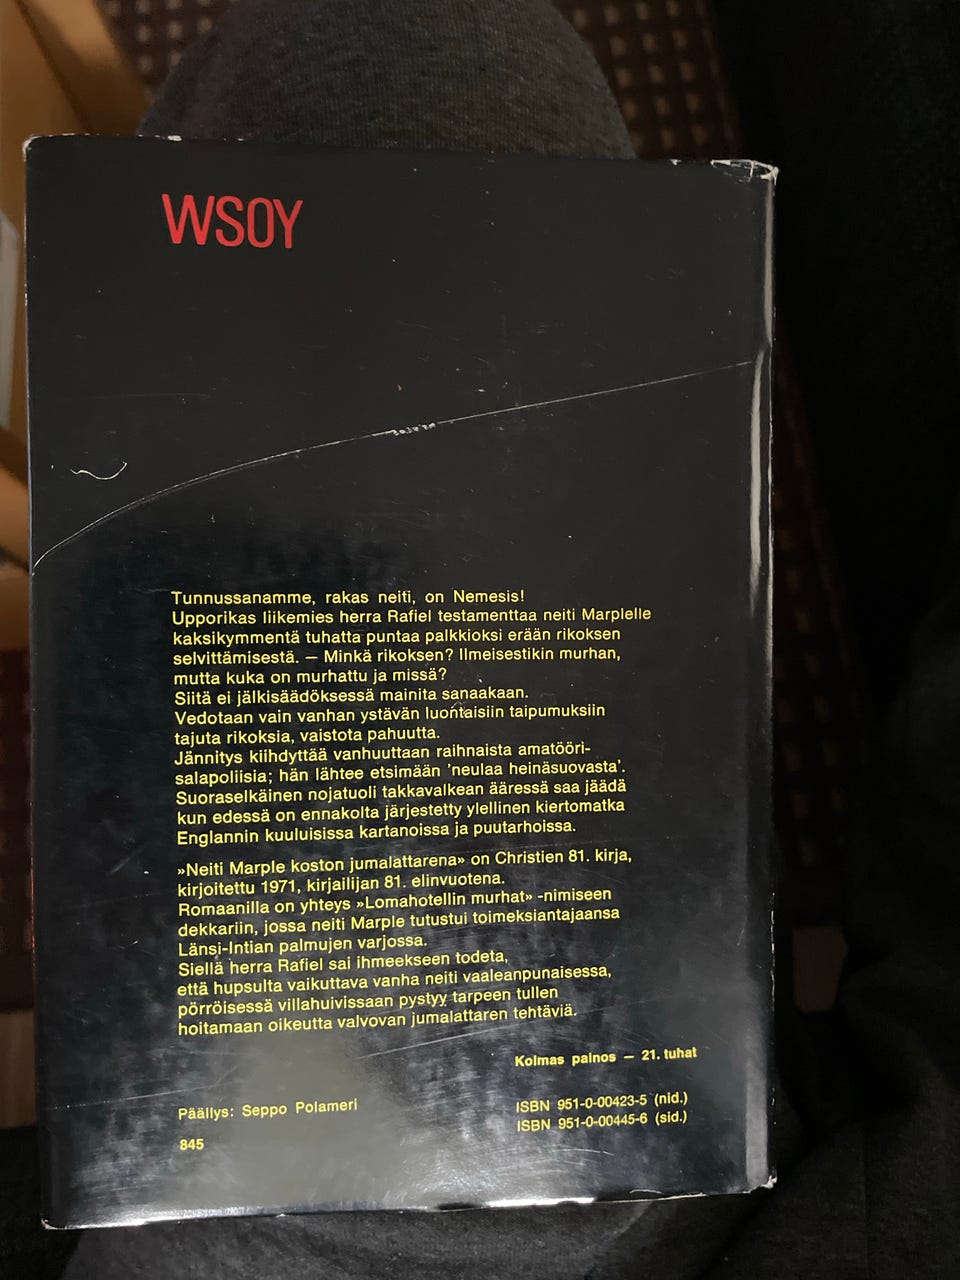 WSOY
Tunnussanamme, rakas neiti, on Nemesis!
Upporikas liikemies herra Rafiel testamenttaa neiti Marplelle
kaksikymmentä tuhatta puntaa palkkioksi erään rikoksen
selvittämisestä. — Minkä rikoksen? Ilmeisestikin murhan,
mutta kuka on murhattu ja missä?
Siitä ei jälkisäädöksessä mainita sanaakaan.
Vedotaan vain vanhan ystävän luontaisiin taipumuksiin
tajuta rikoksia, vaistota pahuutta.
Jännitys kiihdyttää vanhuuttaan raihnaista amatööri-
salapoliisia; hän lähtee etsimään 'neulaa heinäsuovasta'.
Suoraselkäinen nojatuoli takkavalkean ääressä saa jäädä
kun edessä on ennakolta järjestetty ylellinen kiertomatka
Englannin kuuluisissa kartanoissa ja puutarhoissa.
»Neiti Marple koston jumalattarena» on Christien 81. kirja,
kirjoitettu 1971, kirjailijan 81. elinvuotena.
Romaanilla on yhteys »Lomahotellin murhat» -nimiseen
dekkariin, jossa neiti Marple tutustui toimeksiantajaansa
Länsi-Intian palmujen varjossa.
Siellä herra Rafiel sai ihmeekseen todeta,
että hupsulta vaikuttava vanha neiti vaaleanpunaisessa,
pörröisessä villahuivissaan pystyy tarpeen tullen
hoitamaan oikeutta valvovan jumalattaren tehtäviä.
Kolmas painos — 21. tuhat
Päällys: Seppo Polameri
ISBN 951-0-00423-5 (nid.)
ISBN 951-0-00445-6 (sid.)
845